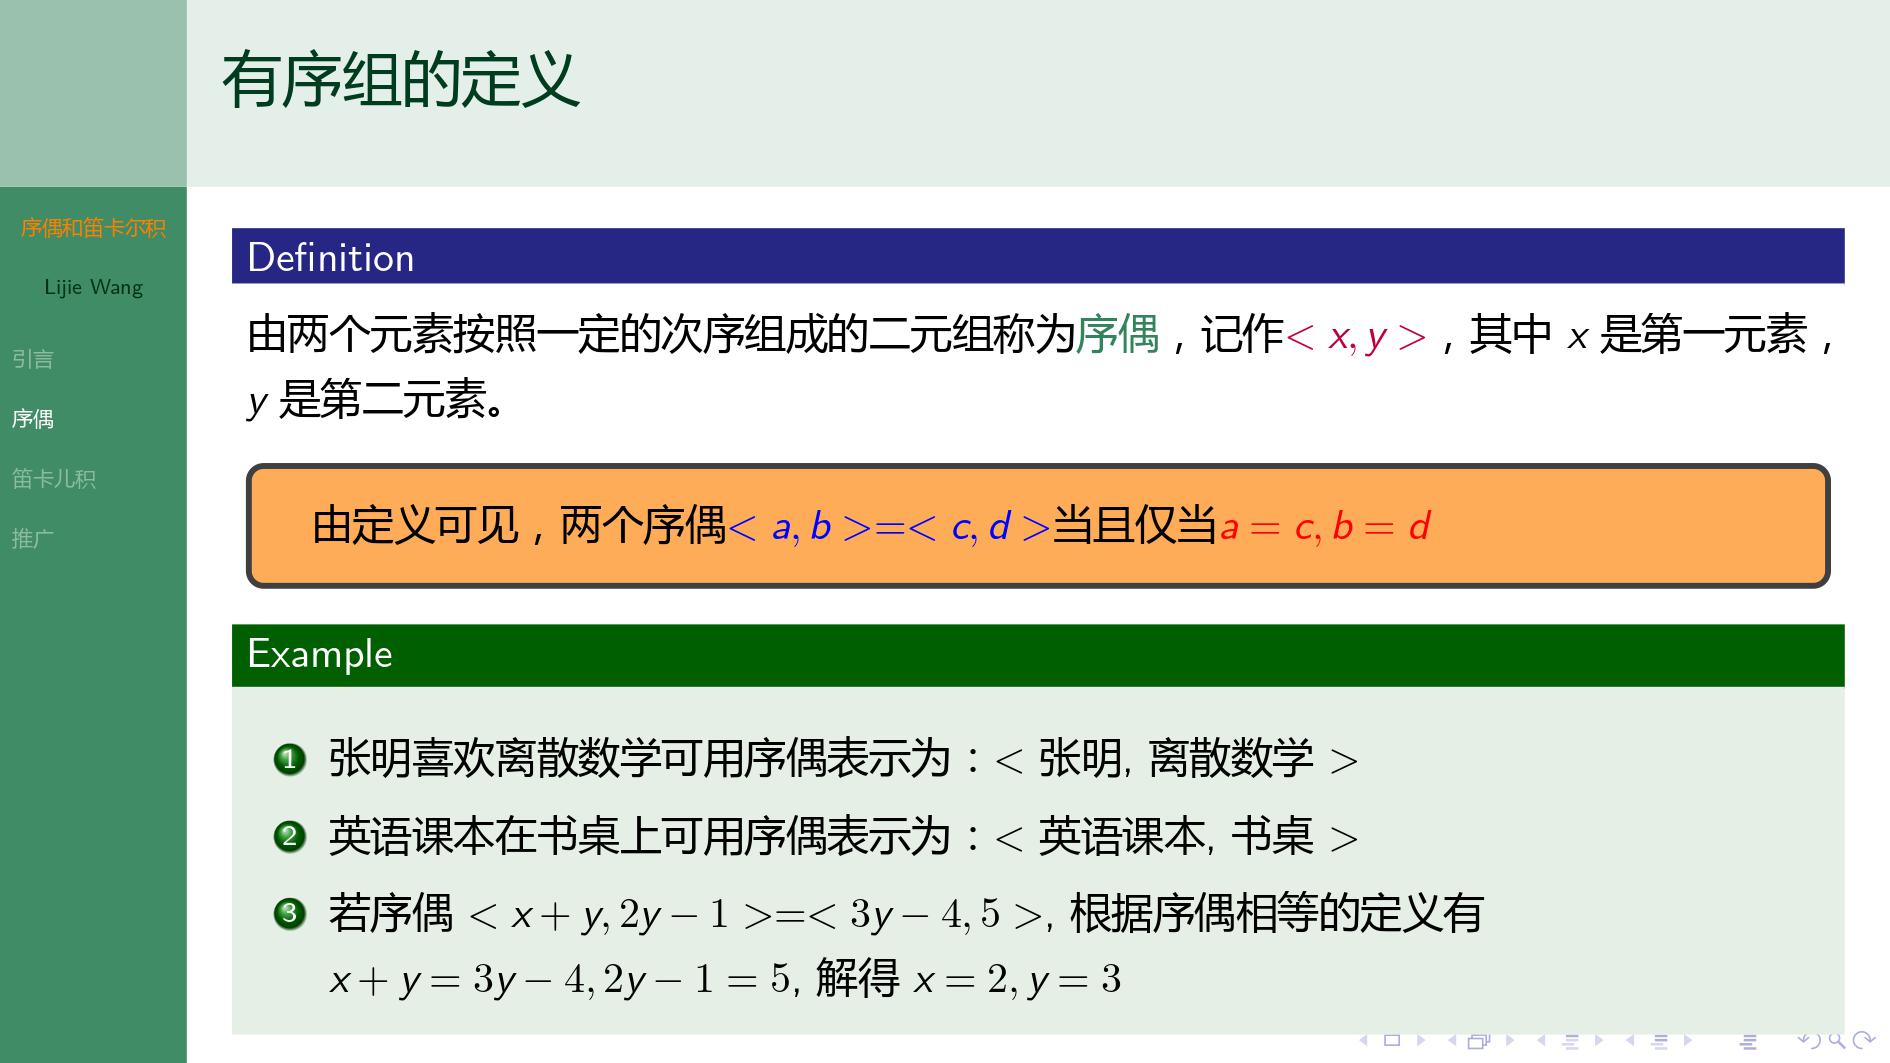 有序组的定义
序偶和笛卡尔积
Lijie Wang
引言
序偶
笛卡儿积
推广
Definition
由两个元素按照一定的次序组成的二元组称为序偶，记作< x, y >，其中 x 是第一元素，
y 是第二元素。
由定义可见，两个序偶< a, b >=< c, d >当且仅当a = c, b = d
Example
1 张明喜欢离散数学可用序偶表示为：< 张明, 离散数学 >
2 英语课本在书桌上可用序偶表示为：< 英语课本, 书桌 >
3 若序偶 < x + y, 2y − 1 >=< 3y − 4, 5 >, 根据序偶相等的定义有
x + y = 3y − 4, 2y − 1 = 5, 解得 x = 2, y = 3